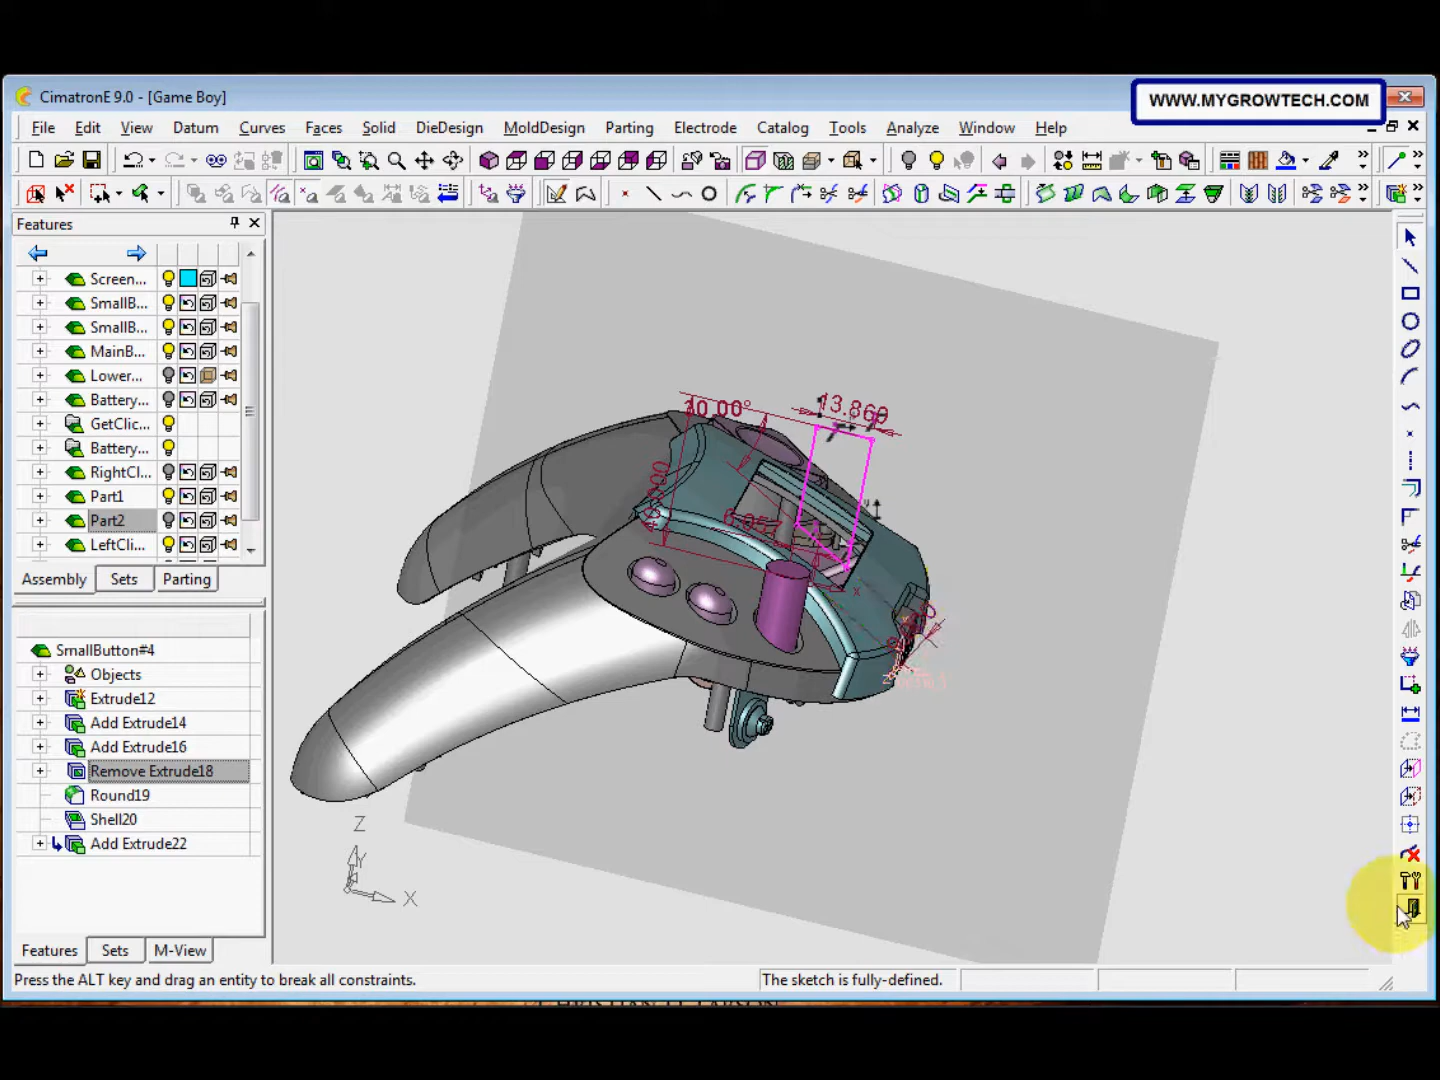 CimatronE 9.0 - [Game Boy]
WWW.MYGROWTECH.COM
File Edit View Datum Curves Faces Solid DieDesign MoldDesign Parting Electrode Catalog Tools Analyze Window Help
Features
Screen...
SmallB...
SmallB...
MainB...
Lower...
Battery...
GetClic...
Battery...
RightCl...
Part1
Part2
LeftCli...
Assembly Sets Parting
SmallButton#4
Objects
Extrude12
Add Extrude14
Add Extrude16
Remove Extrude18
Round19
Shell20
Add Extrude22
Features Sets M-View
30.00°
13.860
40.000
Z
Y
X
Press the ALT key and drag an entity to break all constraints.
The sketch is fully-defined.